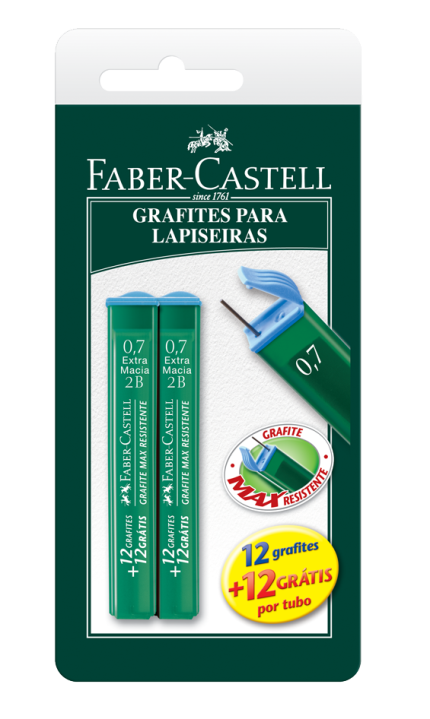 FABER-CASTELL
since 1761
GRAFITES PARA
LAPISEIRAS
0,7
Extra
Macia
2B
FABER-CASTELL
GRAFITE MAX RESISTENTE
12 GRAFITES
+12 GRÁTIS
0,7
Extra
Macia
2B
FABER-CASTELL
GRAFITE MAX RESISTENTE
12 GRAFITES
+12 GRÁTIS
0,7
GRAFITE
MAX
RESISTENTE
12 grafites
+12 GRÁTIS
por tubo